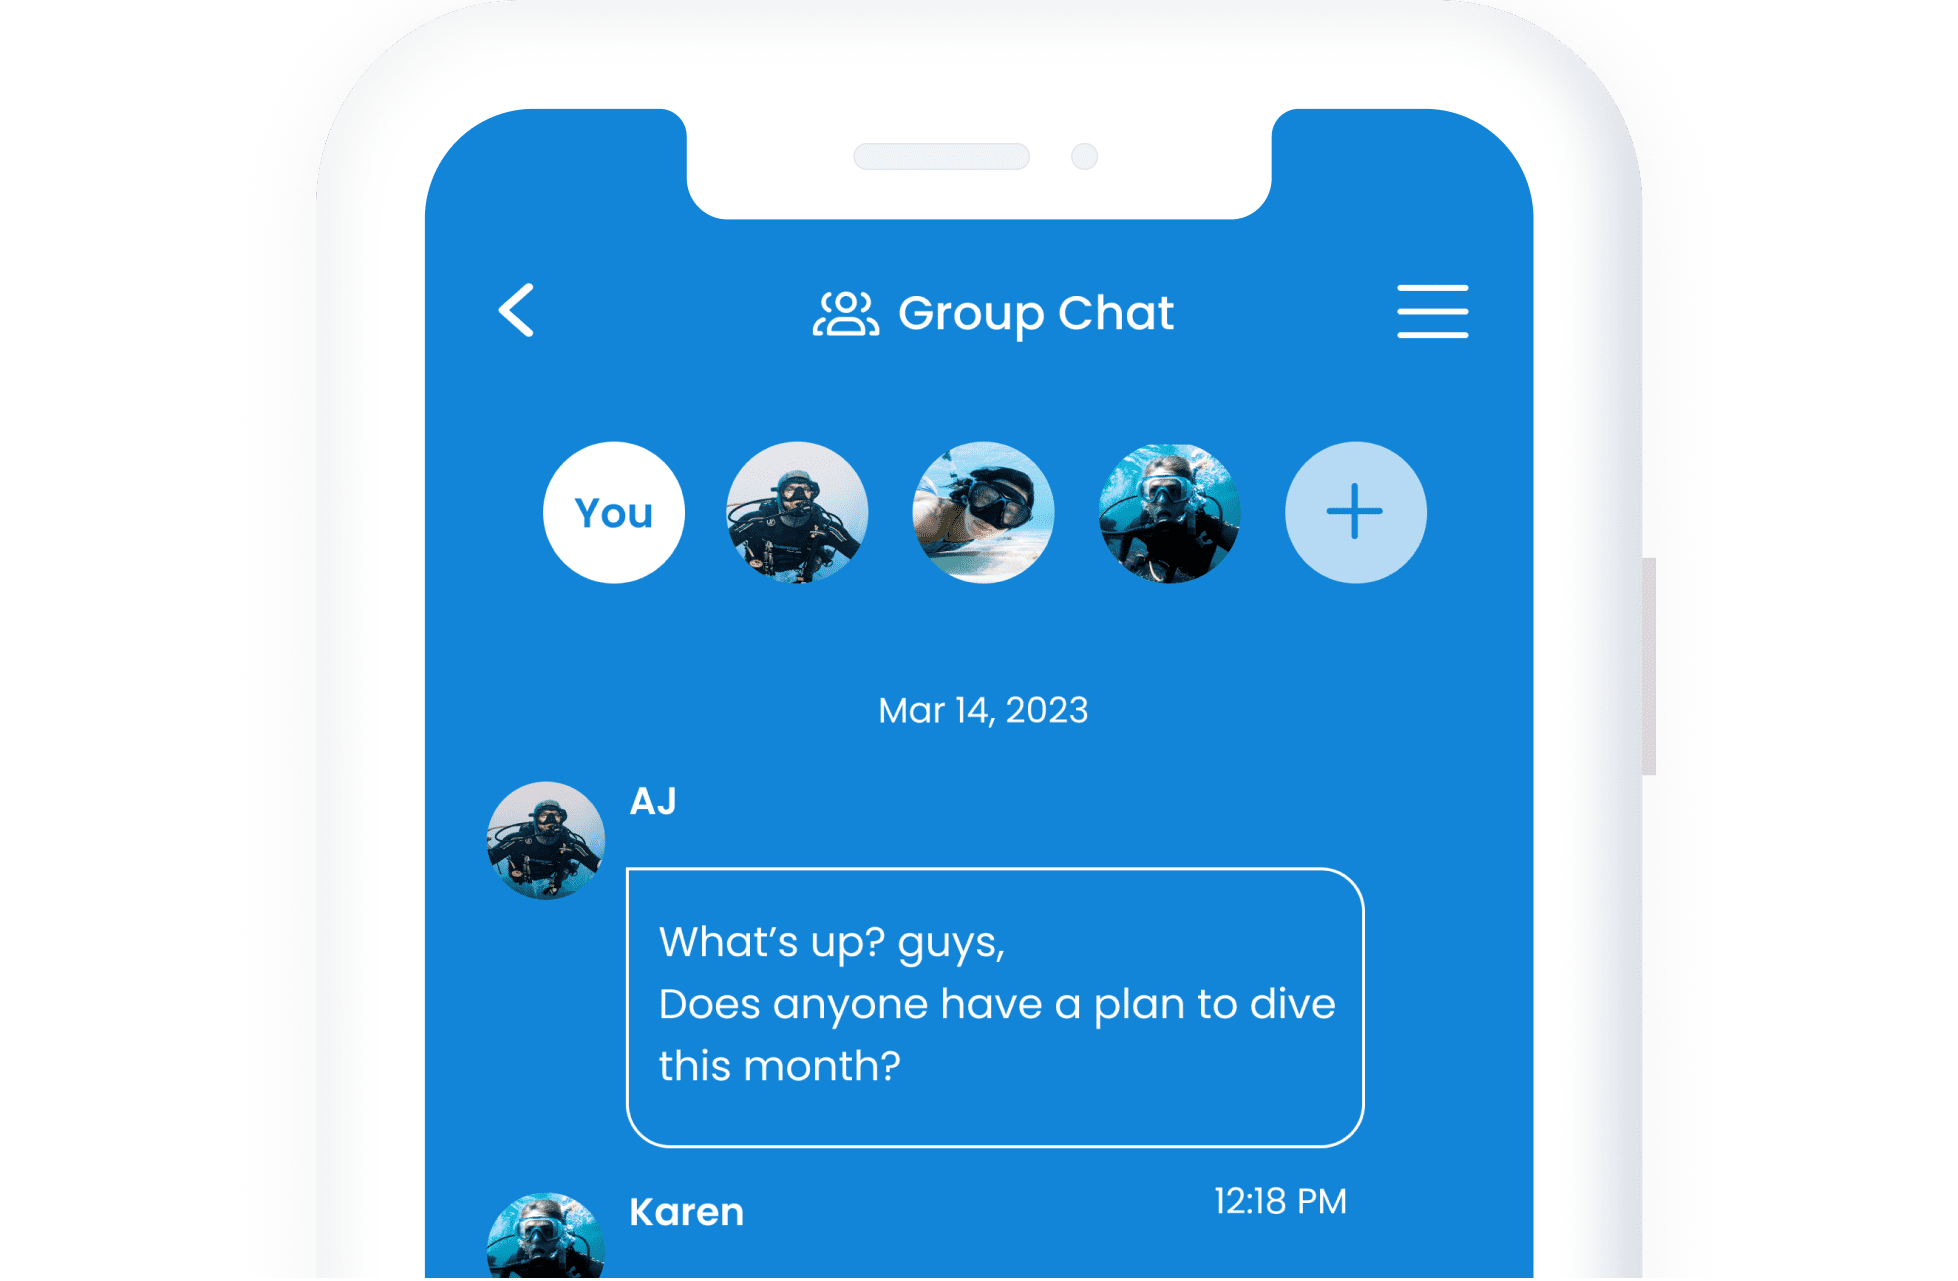 Group Chat
You
Mar 14, 2023
AJ
What’s up? guys,
Does anyone have a plan to dive
this month?
12:18 PM
Karen